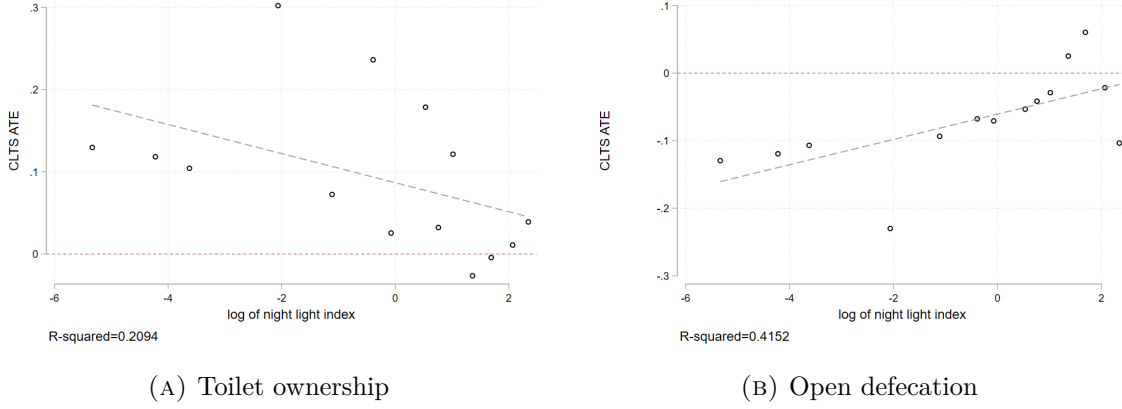 .3
.2
.1
0
CLTS ATE
-6
-4
-2
0
2
log of night light index
R-squared=0.2094
(A) Toilet ownership
.1
0
-.1
-.2
-.3
CLTS ATE
-6
-4
-2
0
2
log of night light index
R-squared=0.4152
(B) Open defecation